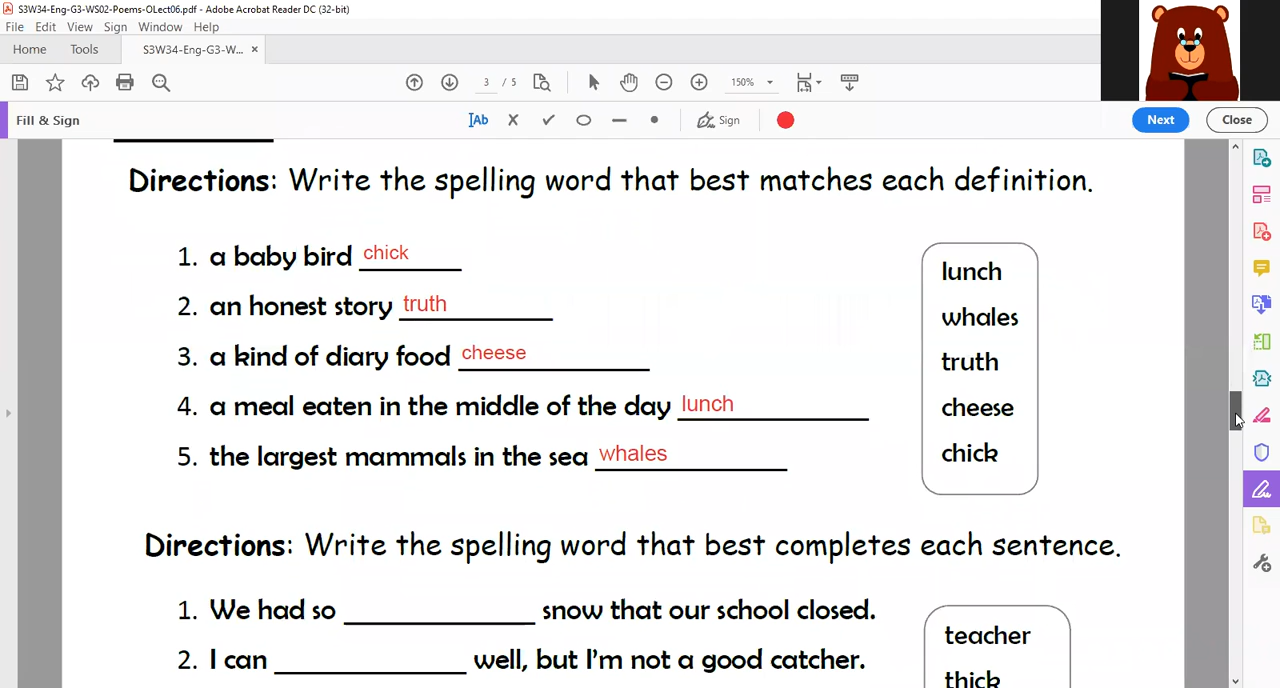 S3W34-Eng-G3-WS02-Poems-OLect06.pdf - Adobe Acrobat Reader DC (32-bit)
File Edit View Sign Window Help
Home Tools S3W34-Eng-G3-W... ×
3 / 5 150%
Fill & Sign Ab Sign Next Close
Directions: Write the spelling word that best matches each definition.
1. a baby bird chick
2. an honest story truth
3. a kind of diary food cheese
4. a meal eaten in the middle of the day lunch
5. the largest mammals in the sea whales
lunch
whales
truth
cheese
chick
Directions: Write the spelling word that best completes each sentence.
1. We had so ____________ snow that our school closed.
2. I can ____________ well, but I'm not a good catcher.
teacher
thick